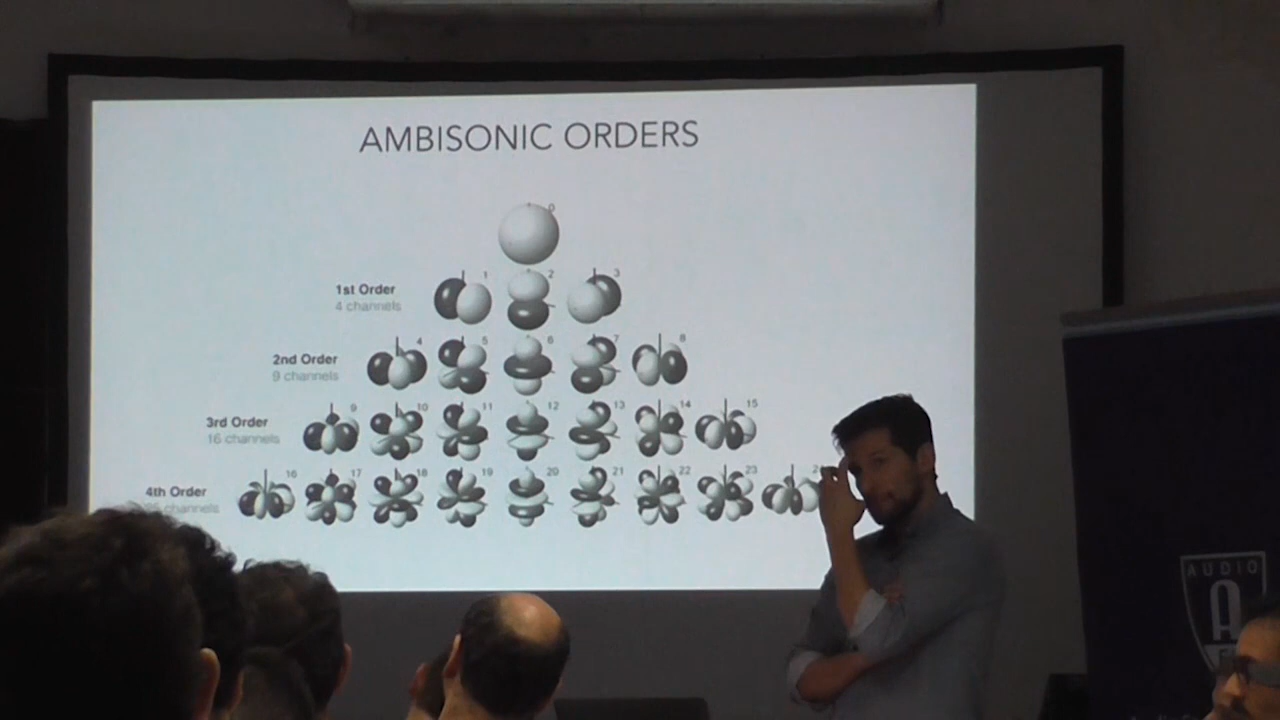 AMBISONIC ORDERS
0
1st Order
4 channels
1 2 3
2nd Order
9 channels
4 5 6 7 8
3rd Order
16 channels
9 10 11 12 13 14 15
4th Order
25 channels
16 17 18 19 20 21 22 23
AUDIO
A
E